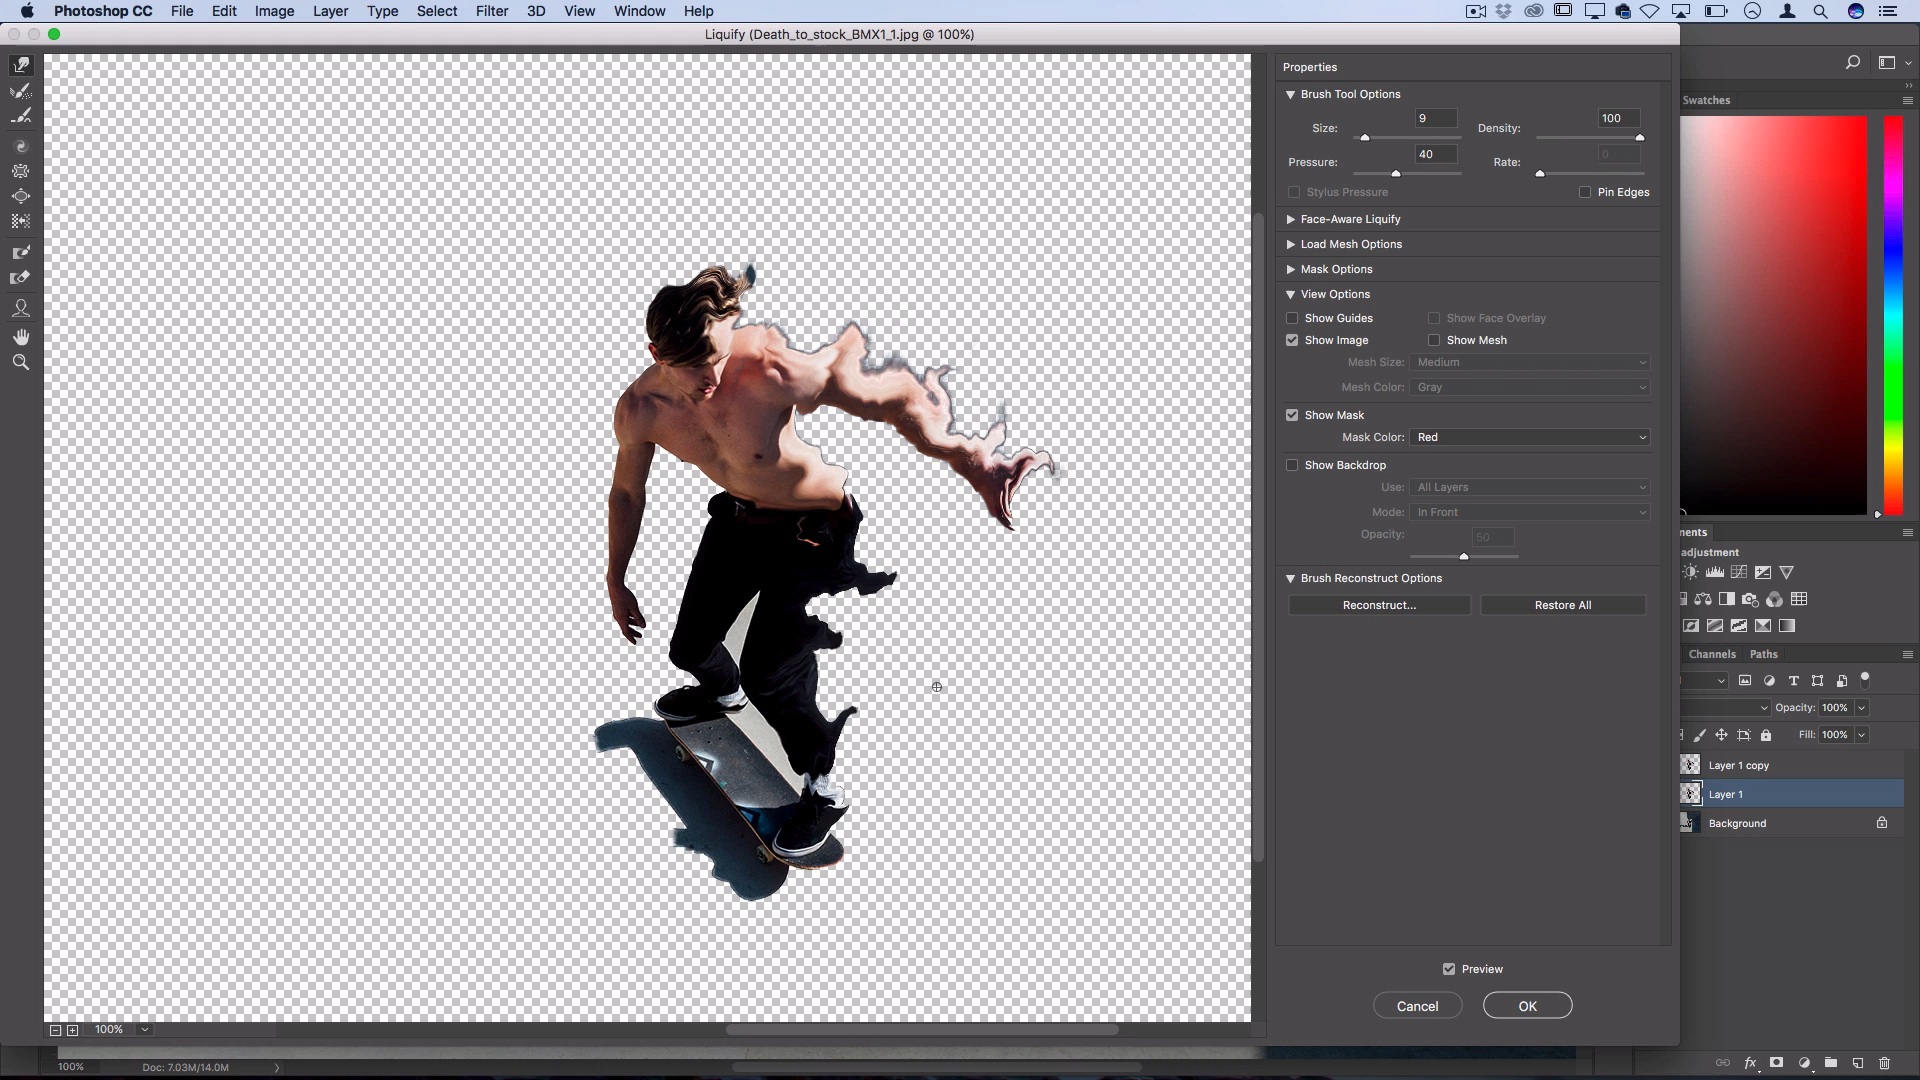 Photoshop CC File Edit Image Layer Type Select Filter 3D View Window Help
Liquify (Death_to_stock_BMX1_1.jpg @ 100%)
Properties
Brush Tool Options
Size: 9 Density: 100
Pressure: 40 Rate: 0
Stylus Pressure Pin Edges
Face-Aware Liquify
Load Mesh Options
Mask Options
View Options
Show Guides Show Face Overlay
Show Image Show Mesh
Mesh Size: Medium
Mesh Color: Gray
Show Mask
Mask Color: Red
Show Backdrop
Use: All Layers
Mode: In Front
Opacity: 50
Brush Reconstruct Options
Reconstruct... Restore All
Preview
Cancel OK
Swatches
ments
adjustment
Channels Paths
Opacity: 100%
Fill: 100%
Layer 1 copy
Layer 1
Background
fx
100%
100% Doc: 7.03M/14.0M